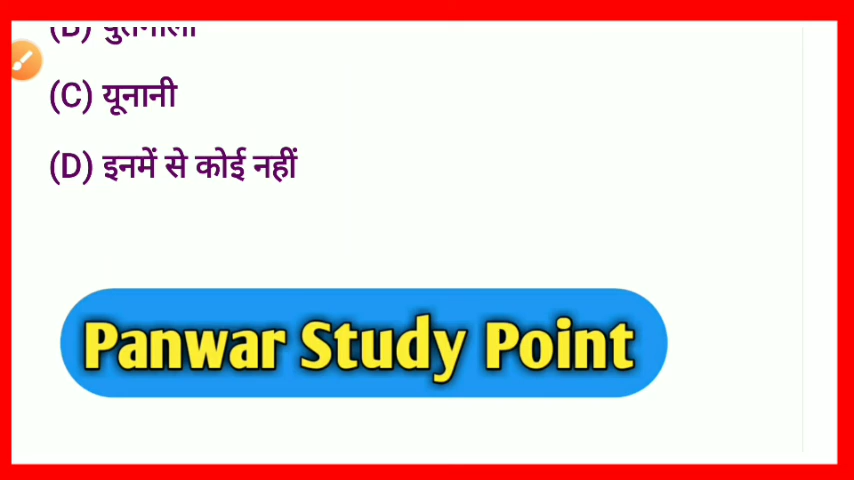 (C) यूनानी
(D) इनमें से कोई नहीं
Panwar Study Point